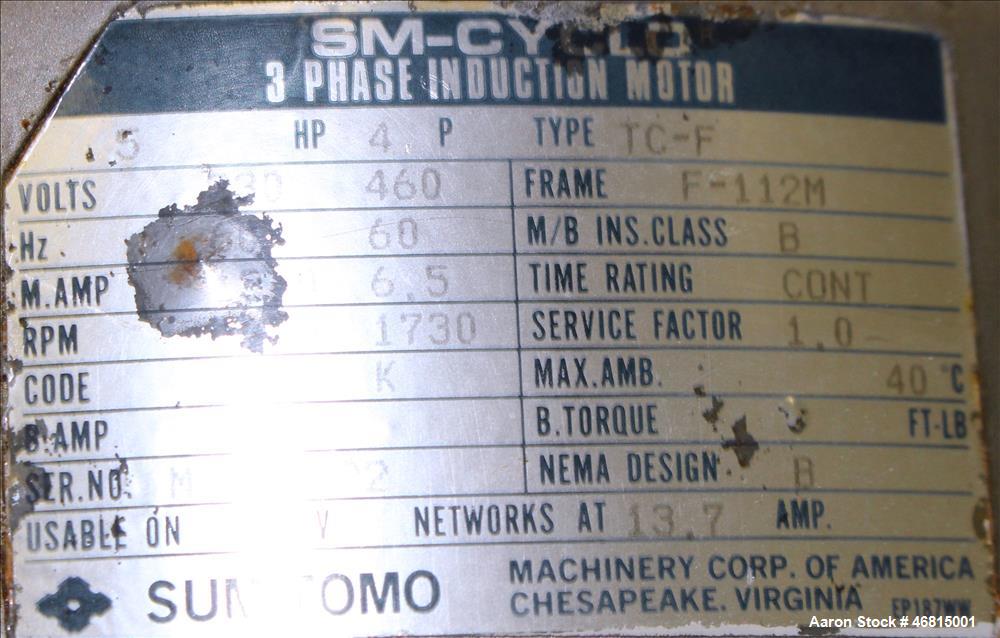 3 PHASE INDUCTION MOTOR
5 HP 4 P TYPE TC-F
VOLTS 460 FRAME F-112M
Hz 60 M/B INS.CLASS B
M.AMP 6.5 TIME RATING CONT
RPM 1730 SERVICE FACTOR 1.0
CODE K MAX.AMB. 40 °C
B.AMP B.TORQUE FT-LB
SER.NO. NEMA DESIGN B
USABLE ON V NETWORKS AT 13.7 AMP.
MACHINERY CORP. OF AMERICA
CHESAPEAKE. VIRGINIA EP187WW
Aaron Stock # 46815001